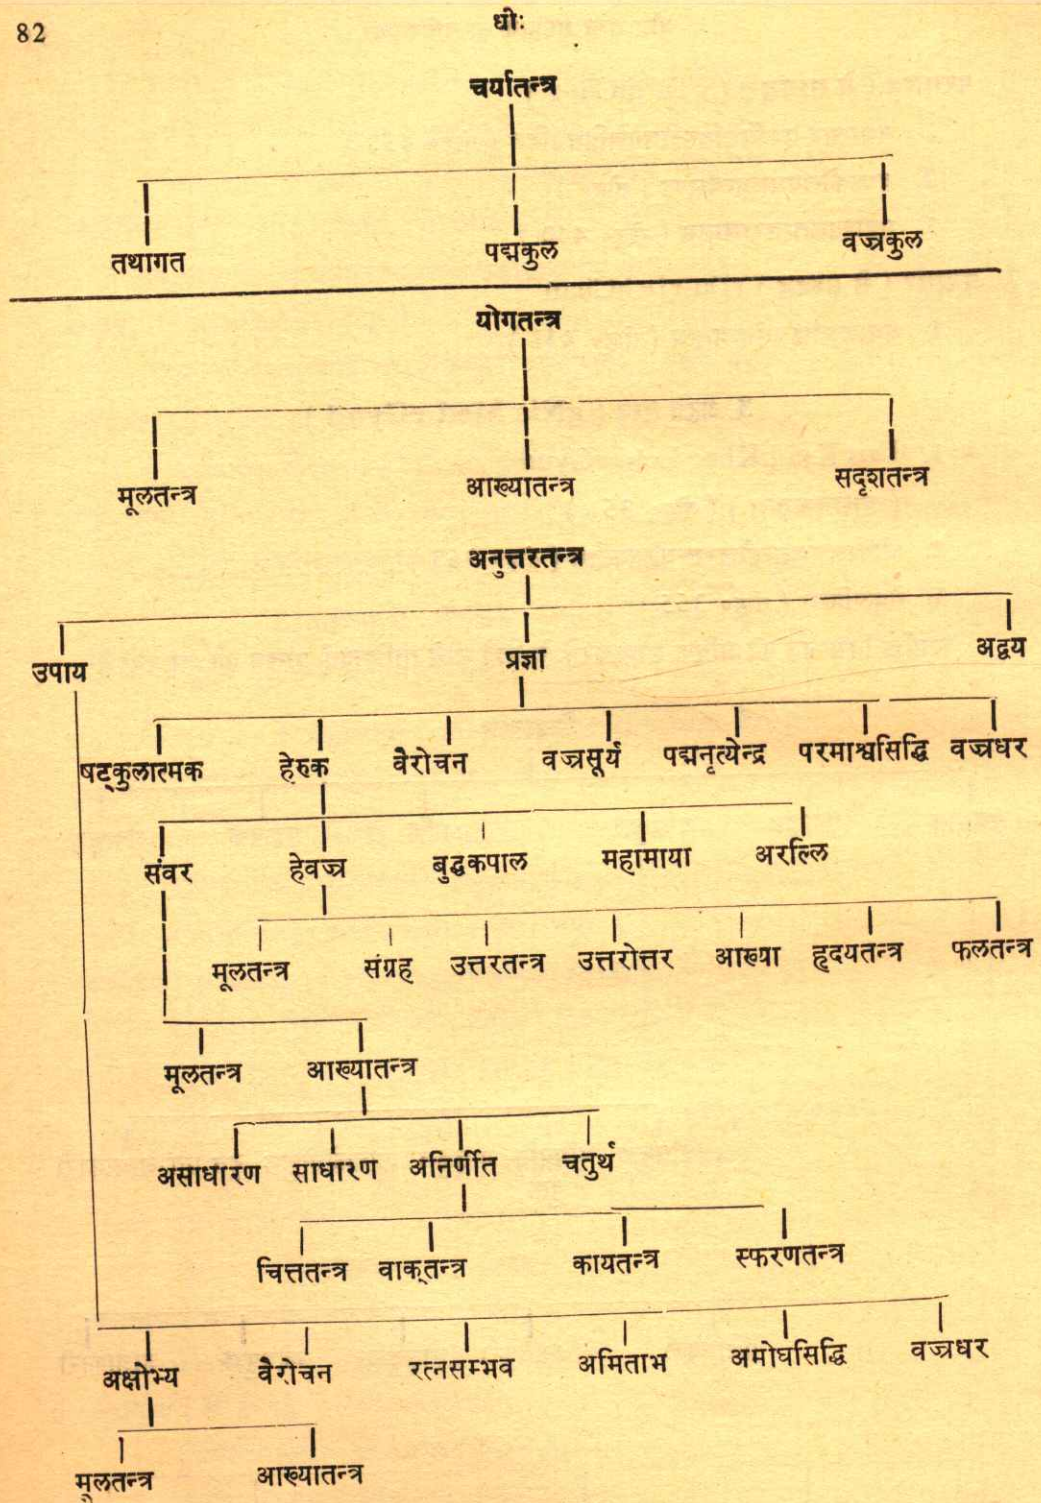 82
धीः
चर्यातन्त्र
तथागत पद्मकुल वज्रकुल
योगतन्त्र
मूलतन्त्र आख्यातन्त्र सदृशतन्त्र
अनुत्तरतन्त्र
उपाय प्रज्ञा अद्वय
षट्कुलात्मक हेरुक वैरोचन वज्रसूर्य पद्मनृत्येन्द्र परमाश्वसिद्धि वज्रधर
संवर हेवज्र बुद्धकपाल महामाया अरल्लि
मूलतन्त्र संग्रह उत्तरतन्त्र उत्तरोत्तर आख्या हृदयतन्त्र फलतन्त्र
मूलतन्त्र आख्यातन्त्र
असाधारण साधारण अनिर्णीत चतुर्थ
चित्ततन्त्र वाक्‌तन्त्र कायतन्त्र स्फरणतन्त्र
अक्षोभ्य वैरोचन रत्नसम्भव अमिताभ अमोघसिद्धि वज्रधर
मूलतन्त्र आख्यातन्त्र